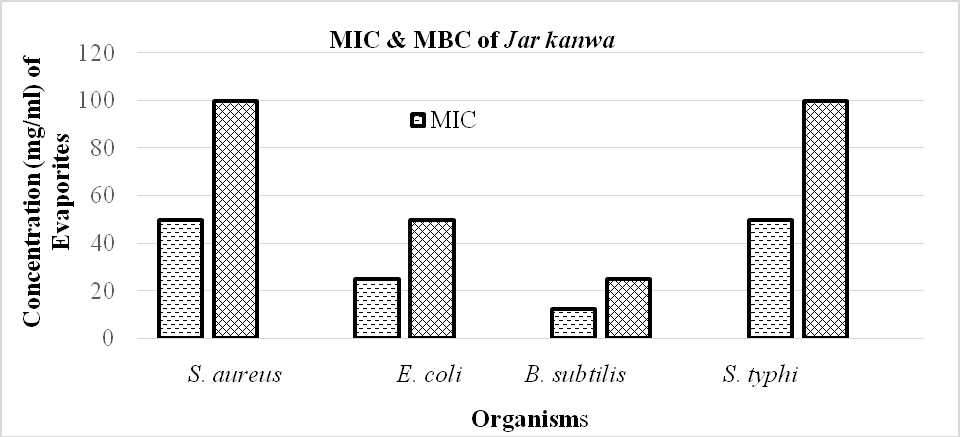 MIC & MBC of Jar kanwa
Concentration (mg/ml) of
Evaporites
120
100
80
60
40
20
0
MIC
S. aureus E. coli B. subtilis S. typhi
Organisms